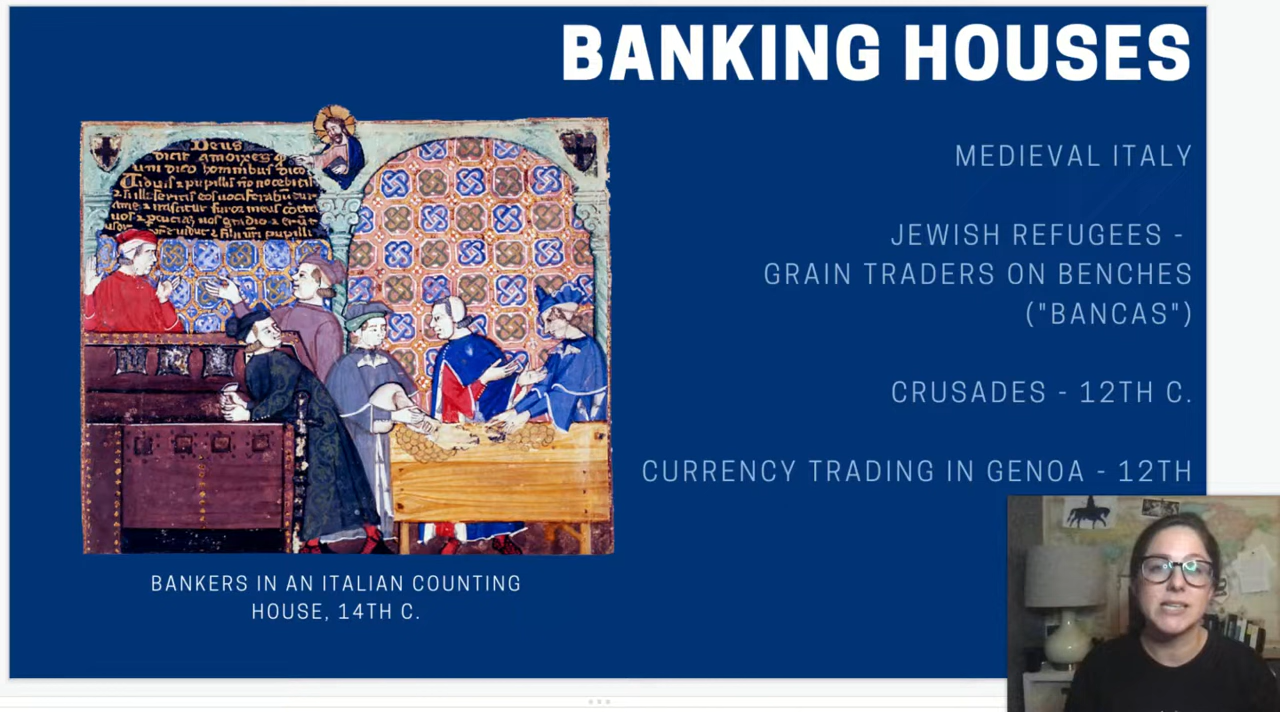 BANKING HOUSES
MEDIEVAL ITALY
JEWISH REFUGEES -
GRAIN TRADERS ON BENCHES
("BANCAS")
CRUSADES - 12TH C.
CURRENCY TRADING IN GENOA - 12TH
Deus
BANKERS IN AN ITALIAN COUNTING
HOUSE, 14TH C.